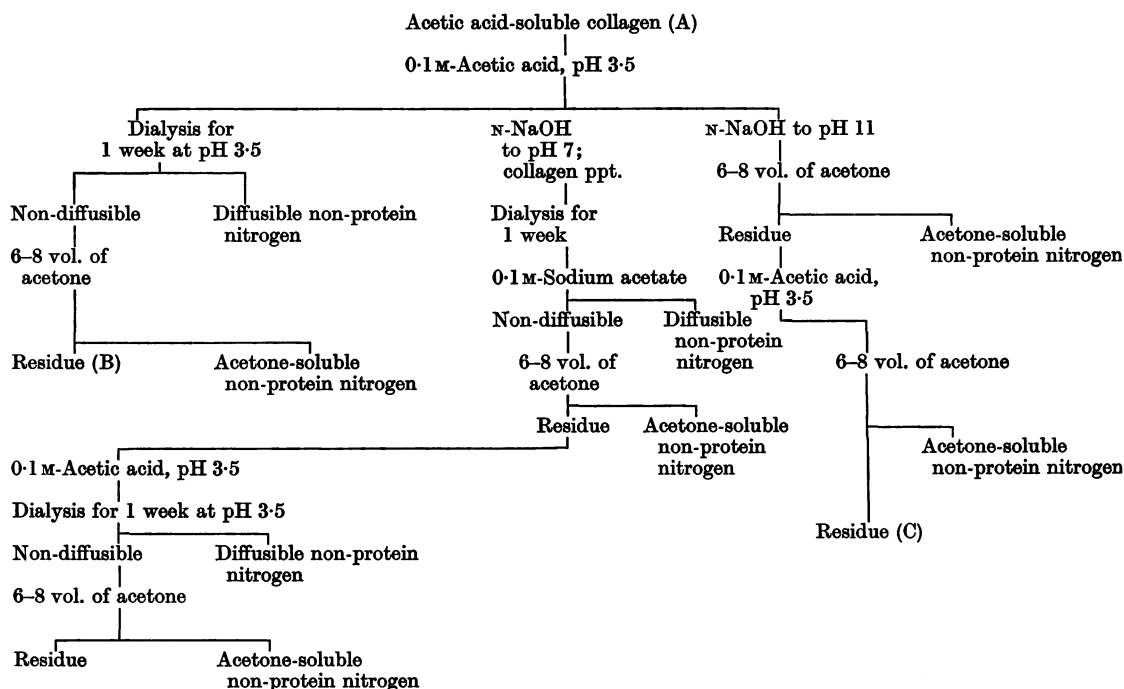 Acetic acid-soluble collagen (A)
0·1 M-Acetic acid, pH 3·5
Dialysis for
1 week at pH 3·5
N-NaOH
to pH 7;
collagen ppt.
N-NaOH to pH 11
6–8 vol. of acetone
Non-diffusible
Diffusible non-protein
nitrogen
Dialysis for
1 week
Residue
Acetone-soluble
non-protein nitrogen
6–8 vol. of
acetone
0·1 M-Sodium acetate
0·1 M-Acetic acid,
pH 3·5
Non-diffusible
Diffusible
non-protein
nitrogen
Residue (B)
Acetone-soluble
non-protein nitrogen
6–8 vol. of
acetone
6–8 vol. of acetone
Residue
Acetone-soluble
non-protein
nitrogen
Acetone-soluble
non-protein nitrogen
0·1 M-Acetic acid, pH 3·5
Dialysis for 1 week at pH 3·5
Residue (C)
Non-diffusible
Diffusible non-protein
nitrogen
6–8 vol. of acetone
Residue
Acetone-soluble
non-protein nitrogen